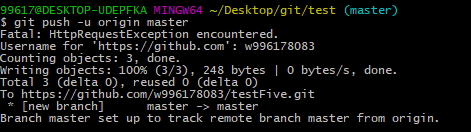 99617@DESKTOP-UDEPFKA MINGW64 ~/Desktop/git/test (master)
$ git push -u origin master
Fatal: HttpRequestException encountered.
Username for 'https://github.com': w996178083
Counting objects: 3, done.
Writing objects: 100% (3/3), 248 bytes | 0 bytes/s, done.
Total 3 (delta 0), reused 0 (delta 0)
To https://github.com/w996178083/testFive.git
 * [new branch]      master -> master
Branch master set up to track remote branch master from origin.